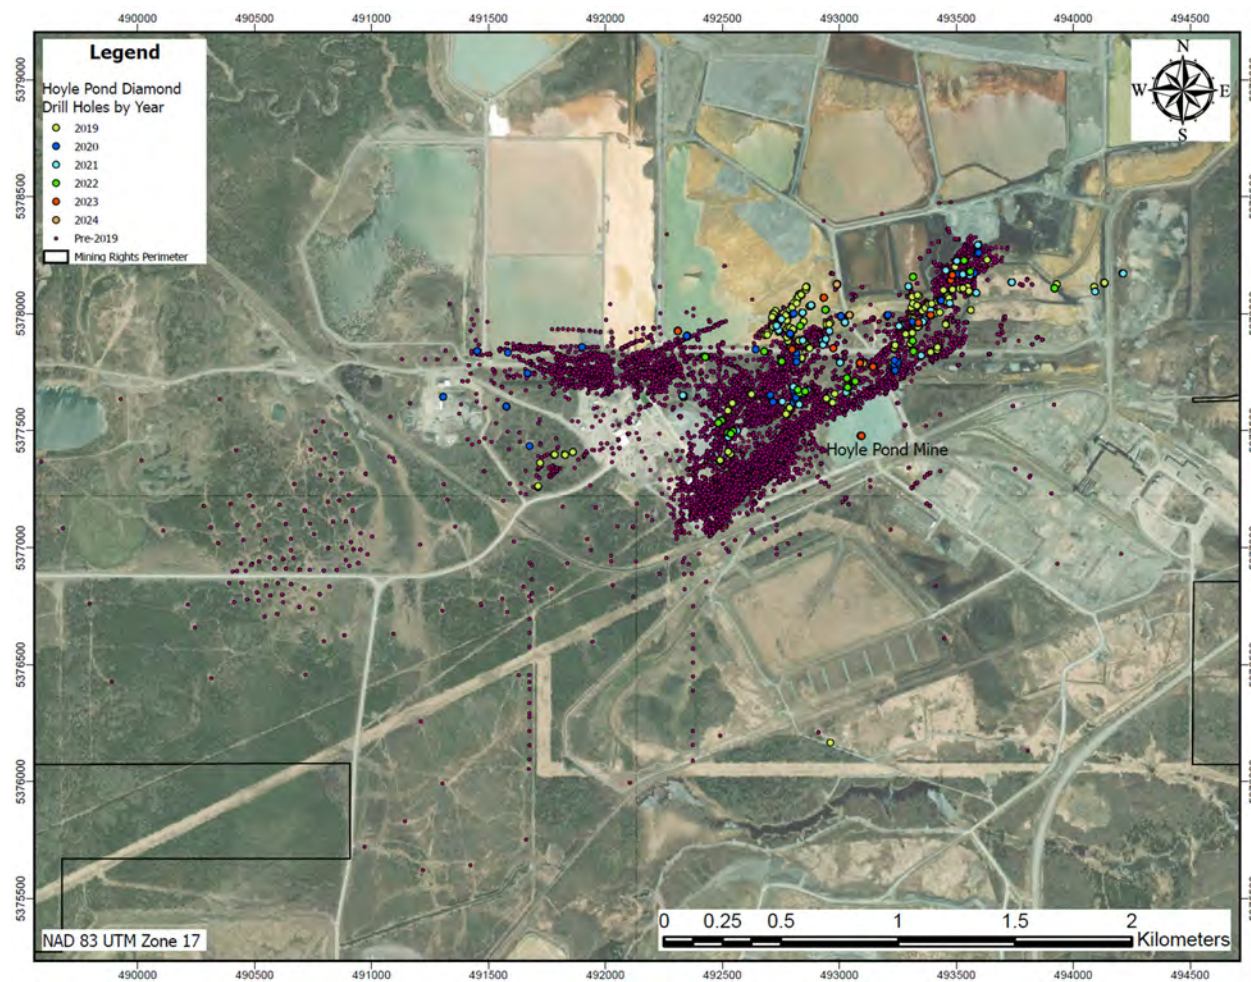 490000 490500 491000 491500 492000 492500 493000 493500 494000 494500
Legend
Hoyle Pond Diamond
Drill Holes by Year
2019
2020
2021
2022
2023
2024
Pre-2019
Mining Rights Perimeter
N
W E
S
5379000
5378500
5378000
5377500
5377000
5376500
5376000
5375500
Hoyle Pond Mine
NAD 83 UTM Zone 17
0 0.25 0.5 1 1.5 2
Kilometers
490000 490500 491000 491500 492000 492500 493000 493500 494000 494500